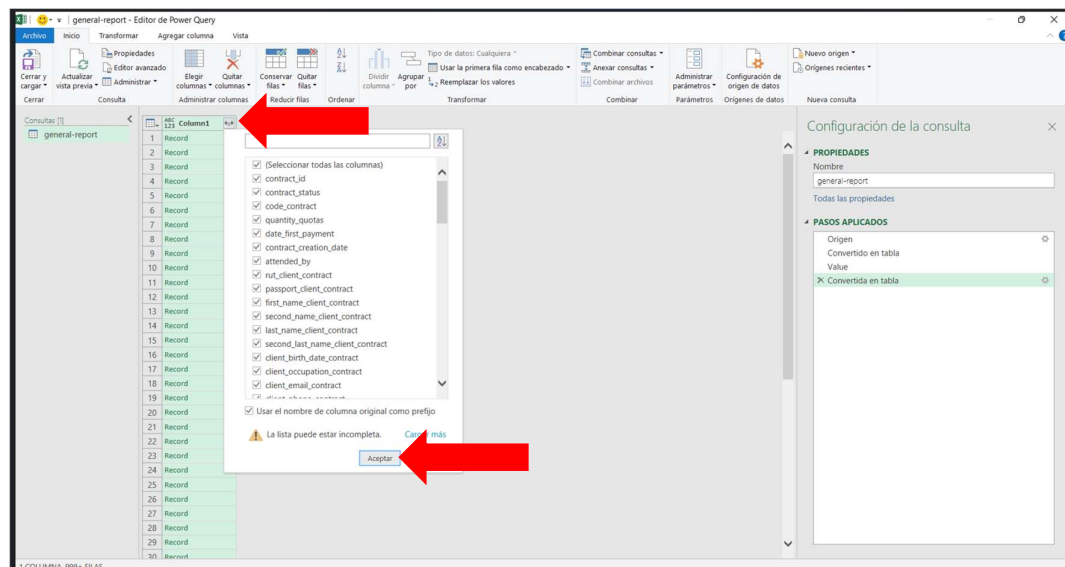 general-report - Editor de Power Query
Archivo Inicio Transformar Agregar columna Vista
Cerrar y cargar
Actualizar vista previa
Propiedades
Editor avanzado
Administrar
Elegir columnas
Quitar columnas
Conservar filas
Quitar filas
Dividir columna
Agrupar por
Tipo de datos: Cualquiera
Usar la primera fila como encabezado
Reemplazar los valores
Combinar consultas
Anexar consultas
Combinar archivos
Administrar parámetros
Configuración de origen de datos
Nuevo origen
Orígenes recientes
Cerrar Consulta Administrar columnas Reducir filas Ordenar Transformar Combinar Parámetros Orígenes de datos Nueva consulta
Consultas [1]
general-report
ABC 123 Column1
1 Record
2 Record
3 Record
4 Record
5 Record
6 Record
7 Record
8 Record
9 Record
10 Record
11 Record
12 Record
13 Record
14 Record
15 Record
16 Record
17 Record
18 Record
19 Record
20 Record
21 Record
22 Record
23 Record
24 Record
25 Record
26 Record
27 Record
28 Record
29 Record
30 Record
(Seleccionar todas las columnas)
contract_id
contract_status
code_contract
quantity_quotas
date_first_payment
contract_creation_date
attended_by
rut_client_contract
passport_client_contract
first_name_client_contract
second_name_client_contract
last_name_client_contract
second_last_name_client_contract
client_birth_date_contract
client_occupation_contract
client_email_contract
client_phone_contract
Usar el nombre de columna original como prefijo
La lista puede estar incompleta.
más
Aceptar
Configuración de la consulta
PROPIEDADES
Nombre
general-report
Todas las propiedades
PASOS APLICADOS
Origen
Convertido en tabla
Value
Convertida en tabla
1 COLUMNA, 999+ FILAS